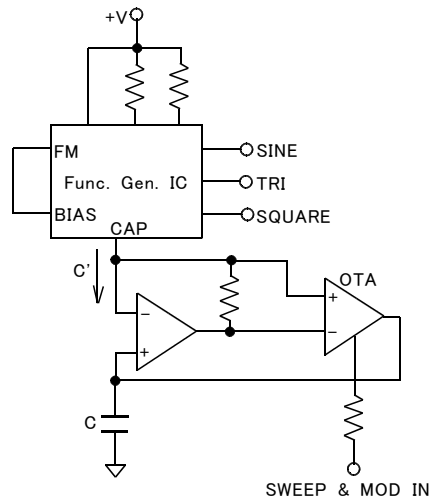 +V
FM
SINE
Func. Gen. IC
TRI
BIAS
SQUARE
CAP
C'
OTA
+
−
−
+
C
SWEEP & MOD IN